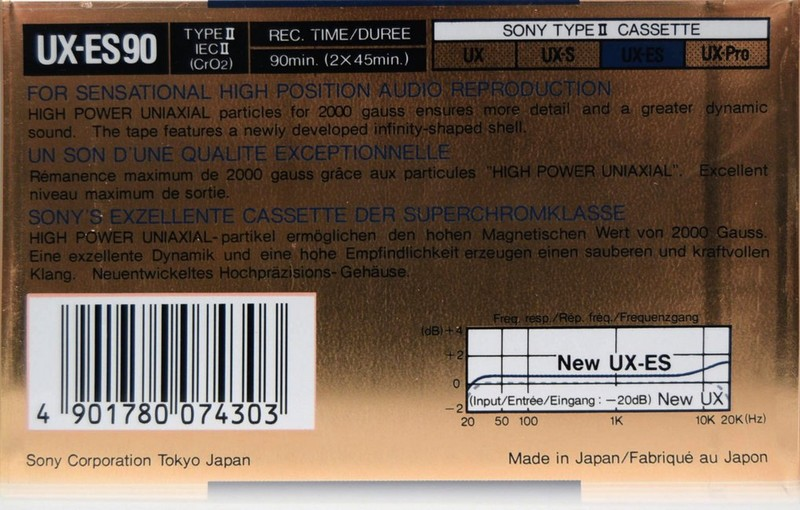 UX-ES90
TYPE II
IEC II
(CrO2)
REC. TIME/DUREE
90min. (2×45min.)
SONY TYPE II CASSETTE
UX UX-S UX-ES UX-Pro
FOR SENSATIONAL HIGH POSITION AUDIO REPRODUCTION
HIGH POWER UNIAXIAL particles for 2000 gauss ensures more detail and a greater dynamic
sound. The tape features a newly developed infinity-shaped shell.
UN SON D'UNE QUALITE EXCEPTIONNELLE
Rémanence maximum de 2000 gauss grâce aux particules "HIGH POWER UNIAXIAL". Excellent
niveau maximum de sortie.
SONY'S EXZELLENTE CASSETTE DER SUPERCHROMKLASSE
HIGH POWER UNIAXIAL-partikel ermöglichen den hohen Magnetischen Wert von 2000 Gauss.
Eine exzellente Dynamik und eine hohe Empfindlichkeit erzeugen einen sauberen und kraftvollen
Klang. Neuentwickeltes Hochpräzisions-Gehäuse.
4 901780 074303
Freq. resp./Rép. fréq./Frequenzgang
(dB)+4
+2
0
−2
New UX-ES
(Input/Entrée/Eingang: −20dB) New UX
20 50 100 1K 10K 20K(Hz)
Sony Corporation Tokyo Japan
Made in Japan/Fabriqué au Japon